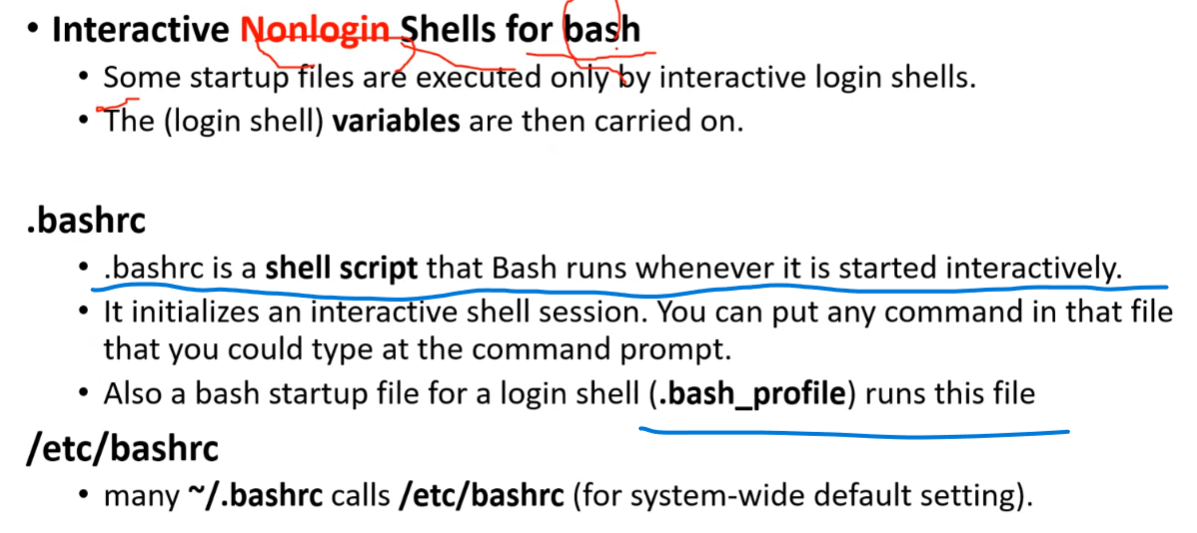 • Interactive Nonlogin Shells for bash
• Some startup files are executed only by interactive login shells.
• The (login shell) variables are then carried on.
.bashrc
• .bashrc is a shell script that Bash runs whenever it is started interactively.
• It initializes an interactive shell session. You can put any command in that file
that you could type at the command prompt.
• Also a bash startup file for a login shell (.bash_profile) runs this file
/etc/bashrc
• many ~/.bashrc calls /etc/bashrc (for system-wide default setting).